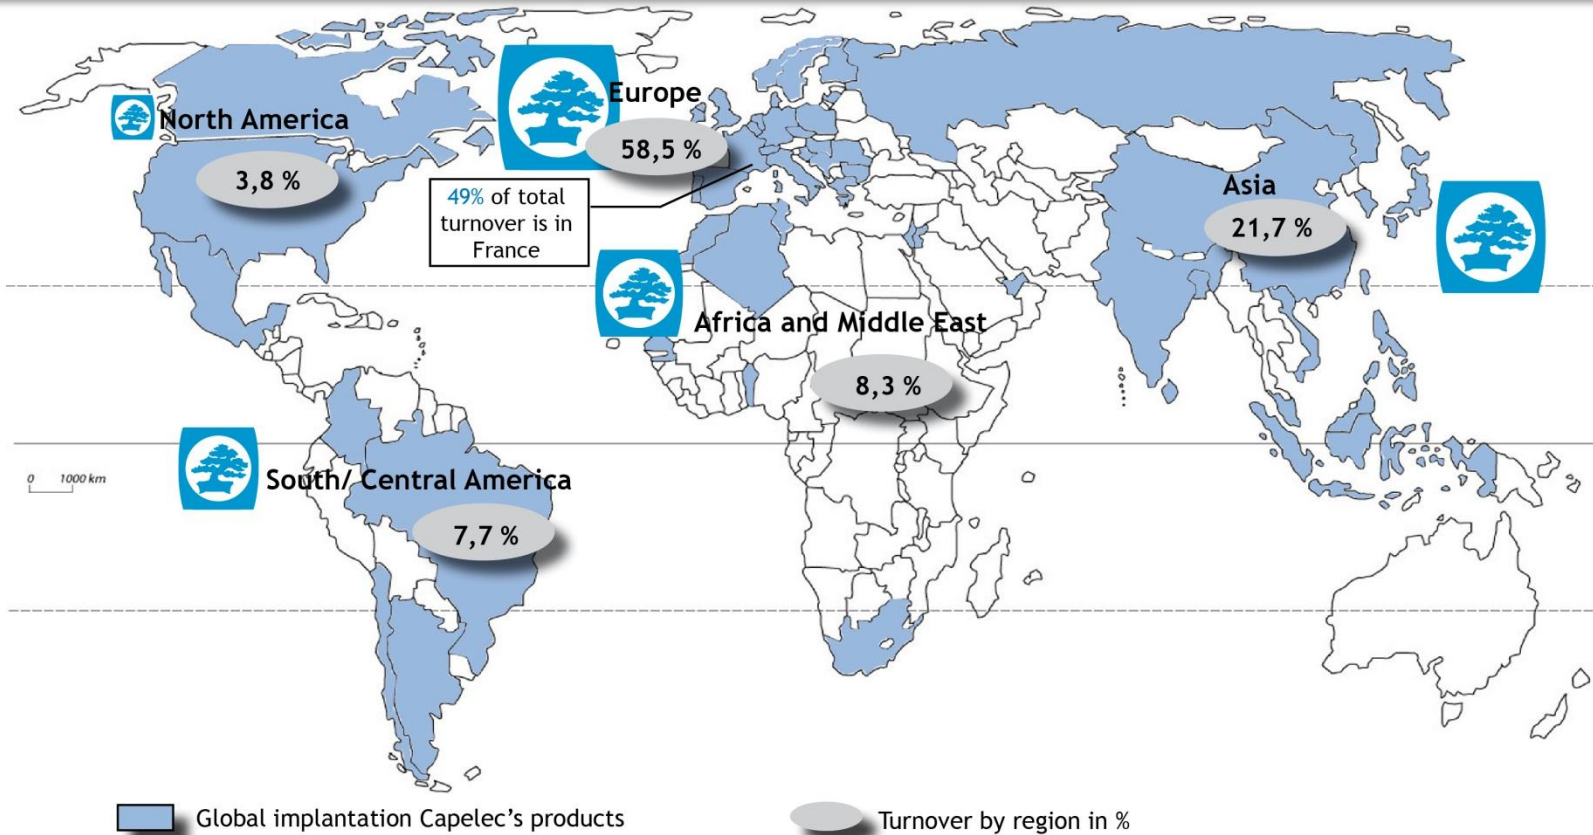 Europe
58,5 %
North America
3,8 %
49% of total
turnover is in
France
Asia
21,7 %
Africa and Middle East
8,3 %
South/ Central America
7,7 %
0 1000 km
Global implantation Capelec's products
Turnover by region in %